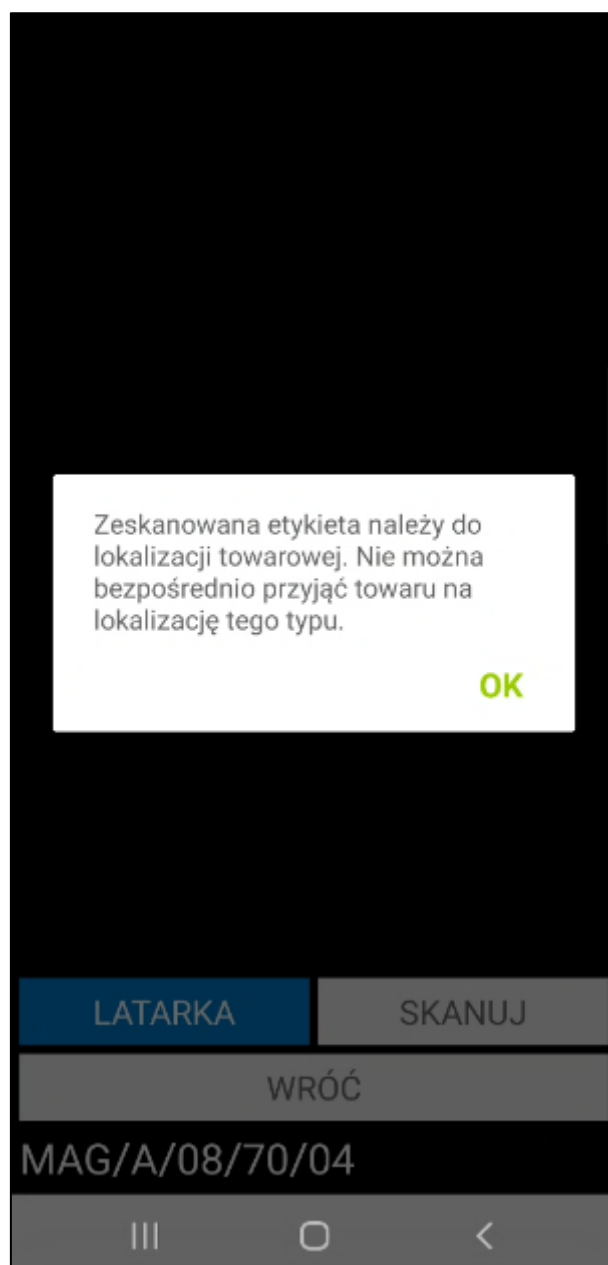 Zeskanowana etykieta należy do
lokalizacji towarowej. Nie można
bezpośrednio przyjąć towaru na
lokalizację tego typu.
OK
LATARKA SKANUJ
WRÓĆ
MAG/A/08/70/04